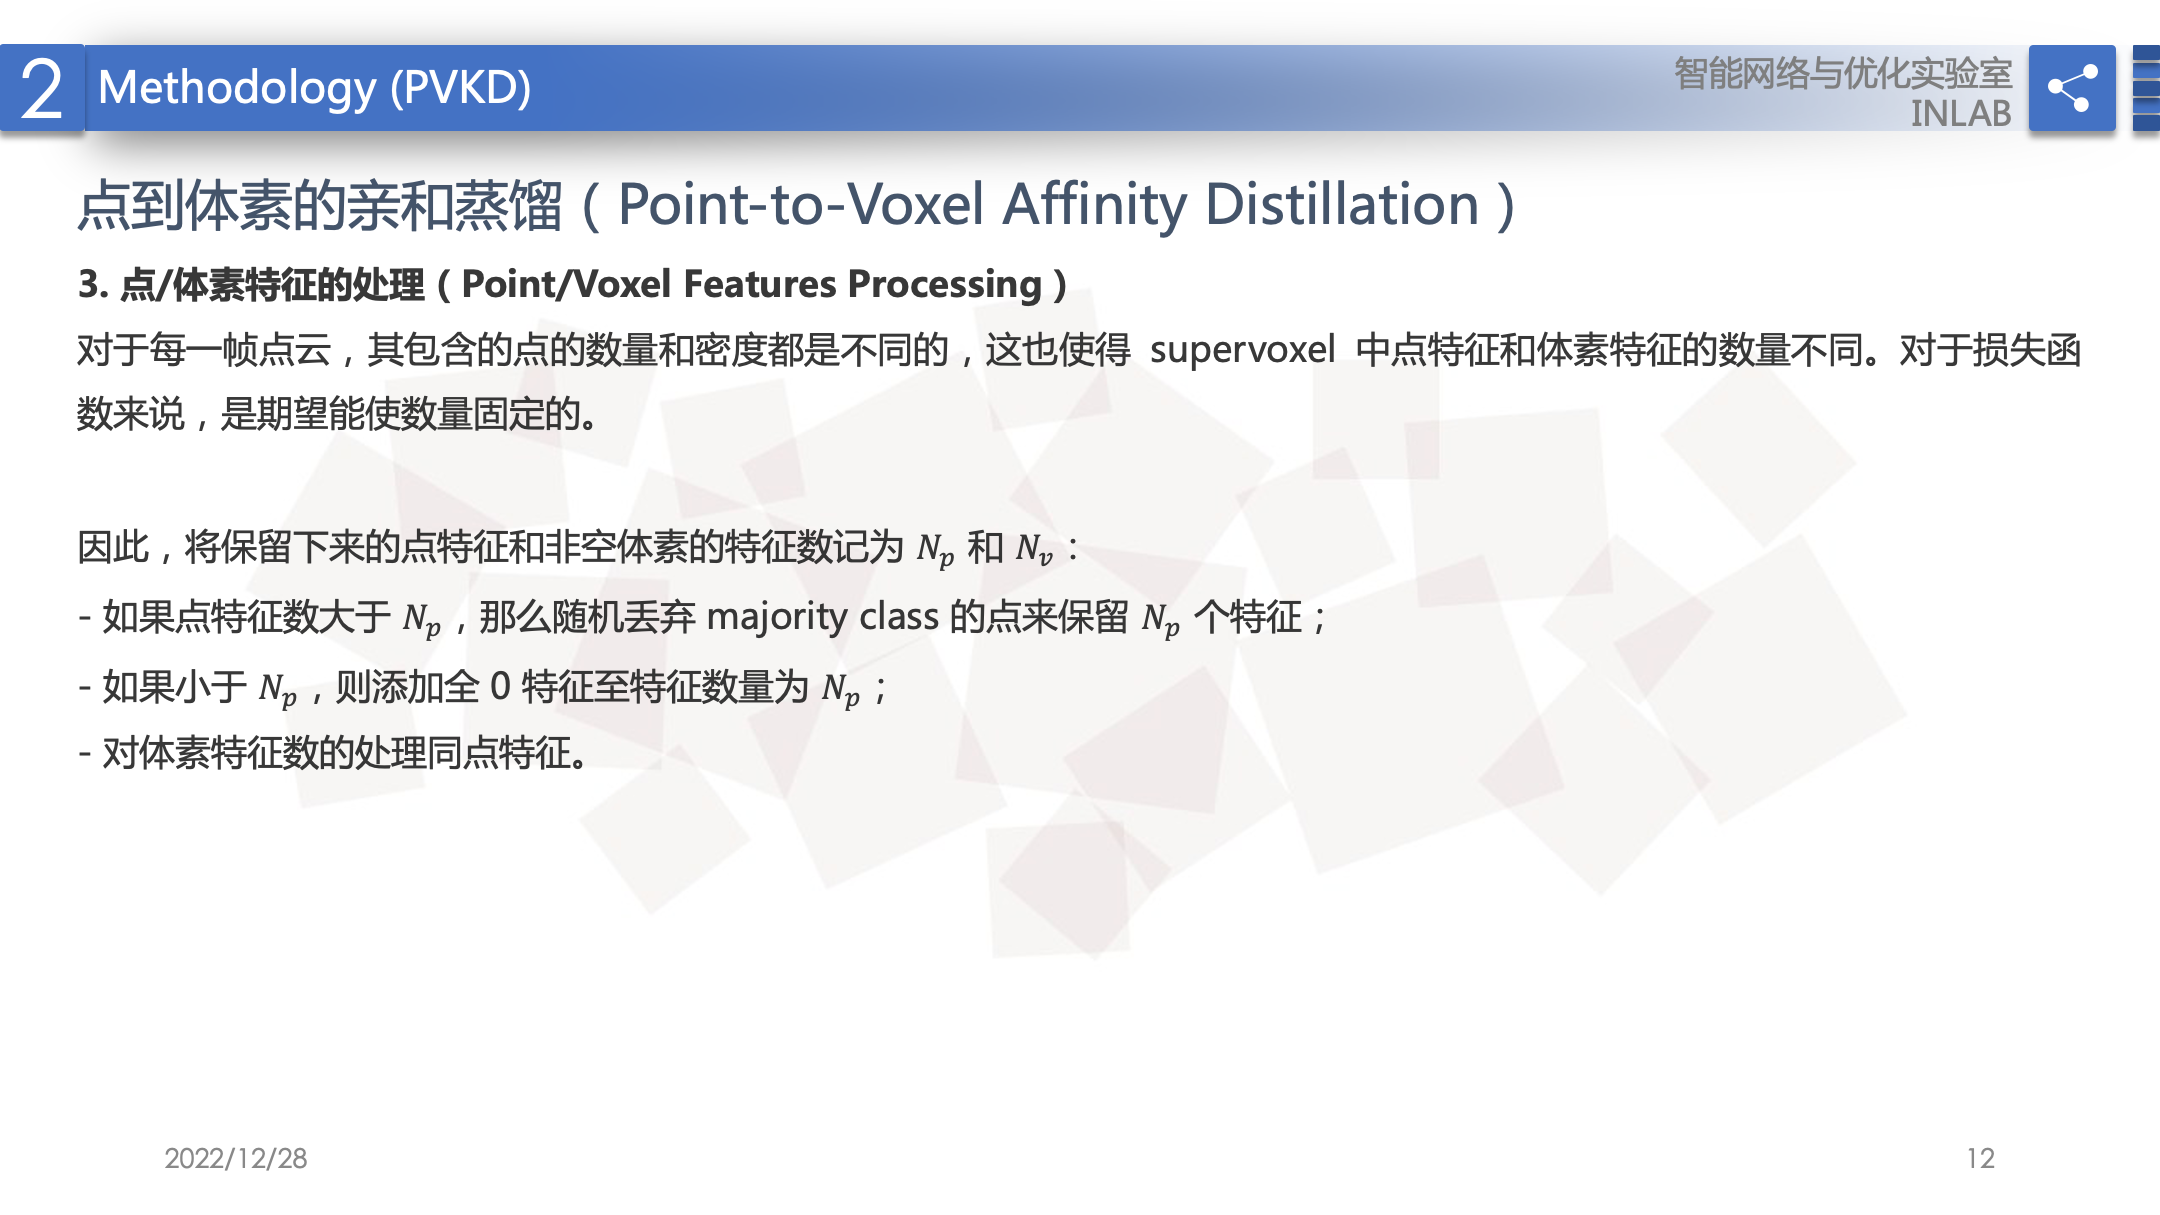 2
Methodology (PVKD)
智能网络与优化实验室
INLAB
点到体素的亲和蒸馏（Point-to-Voxel Affinity Distillation）
3. 点/体素特征的处理（Point/Voxel Features Processing）
对于每一帧点云，其包含的点的数量和密度都是不同的，这也使得 supervoxel 中点特征和体素特征的数量不同。对于损失函
数来说，是期望能使数量固定的。
因此，将保留下来的点特征和非空体素的特征数记为 N_p 和 N_v：
- 如果点特征数大于 N_p，那么随机丢弃 majority class 的点来保留 N_p 个特征；
- 如果小于 N_p，则添加全 0 特征至特征数量为 N_p；
- 对体素特征数的处理同点特征。
2022/12/28
12